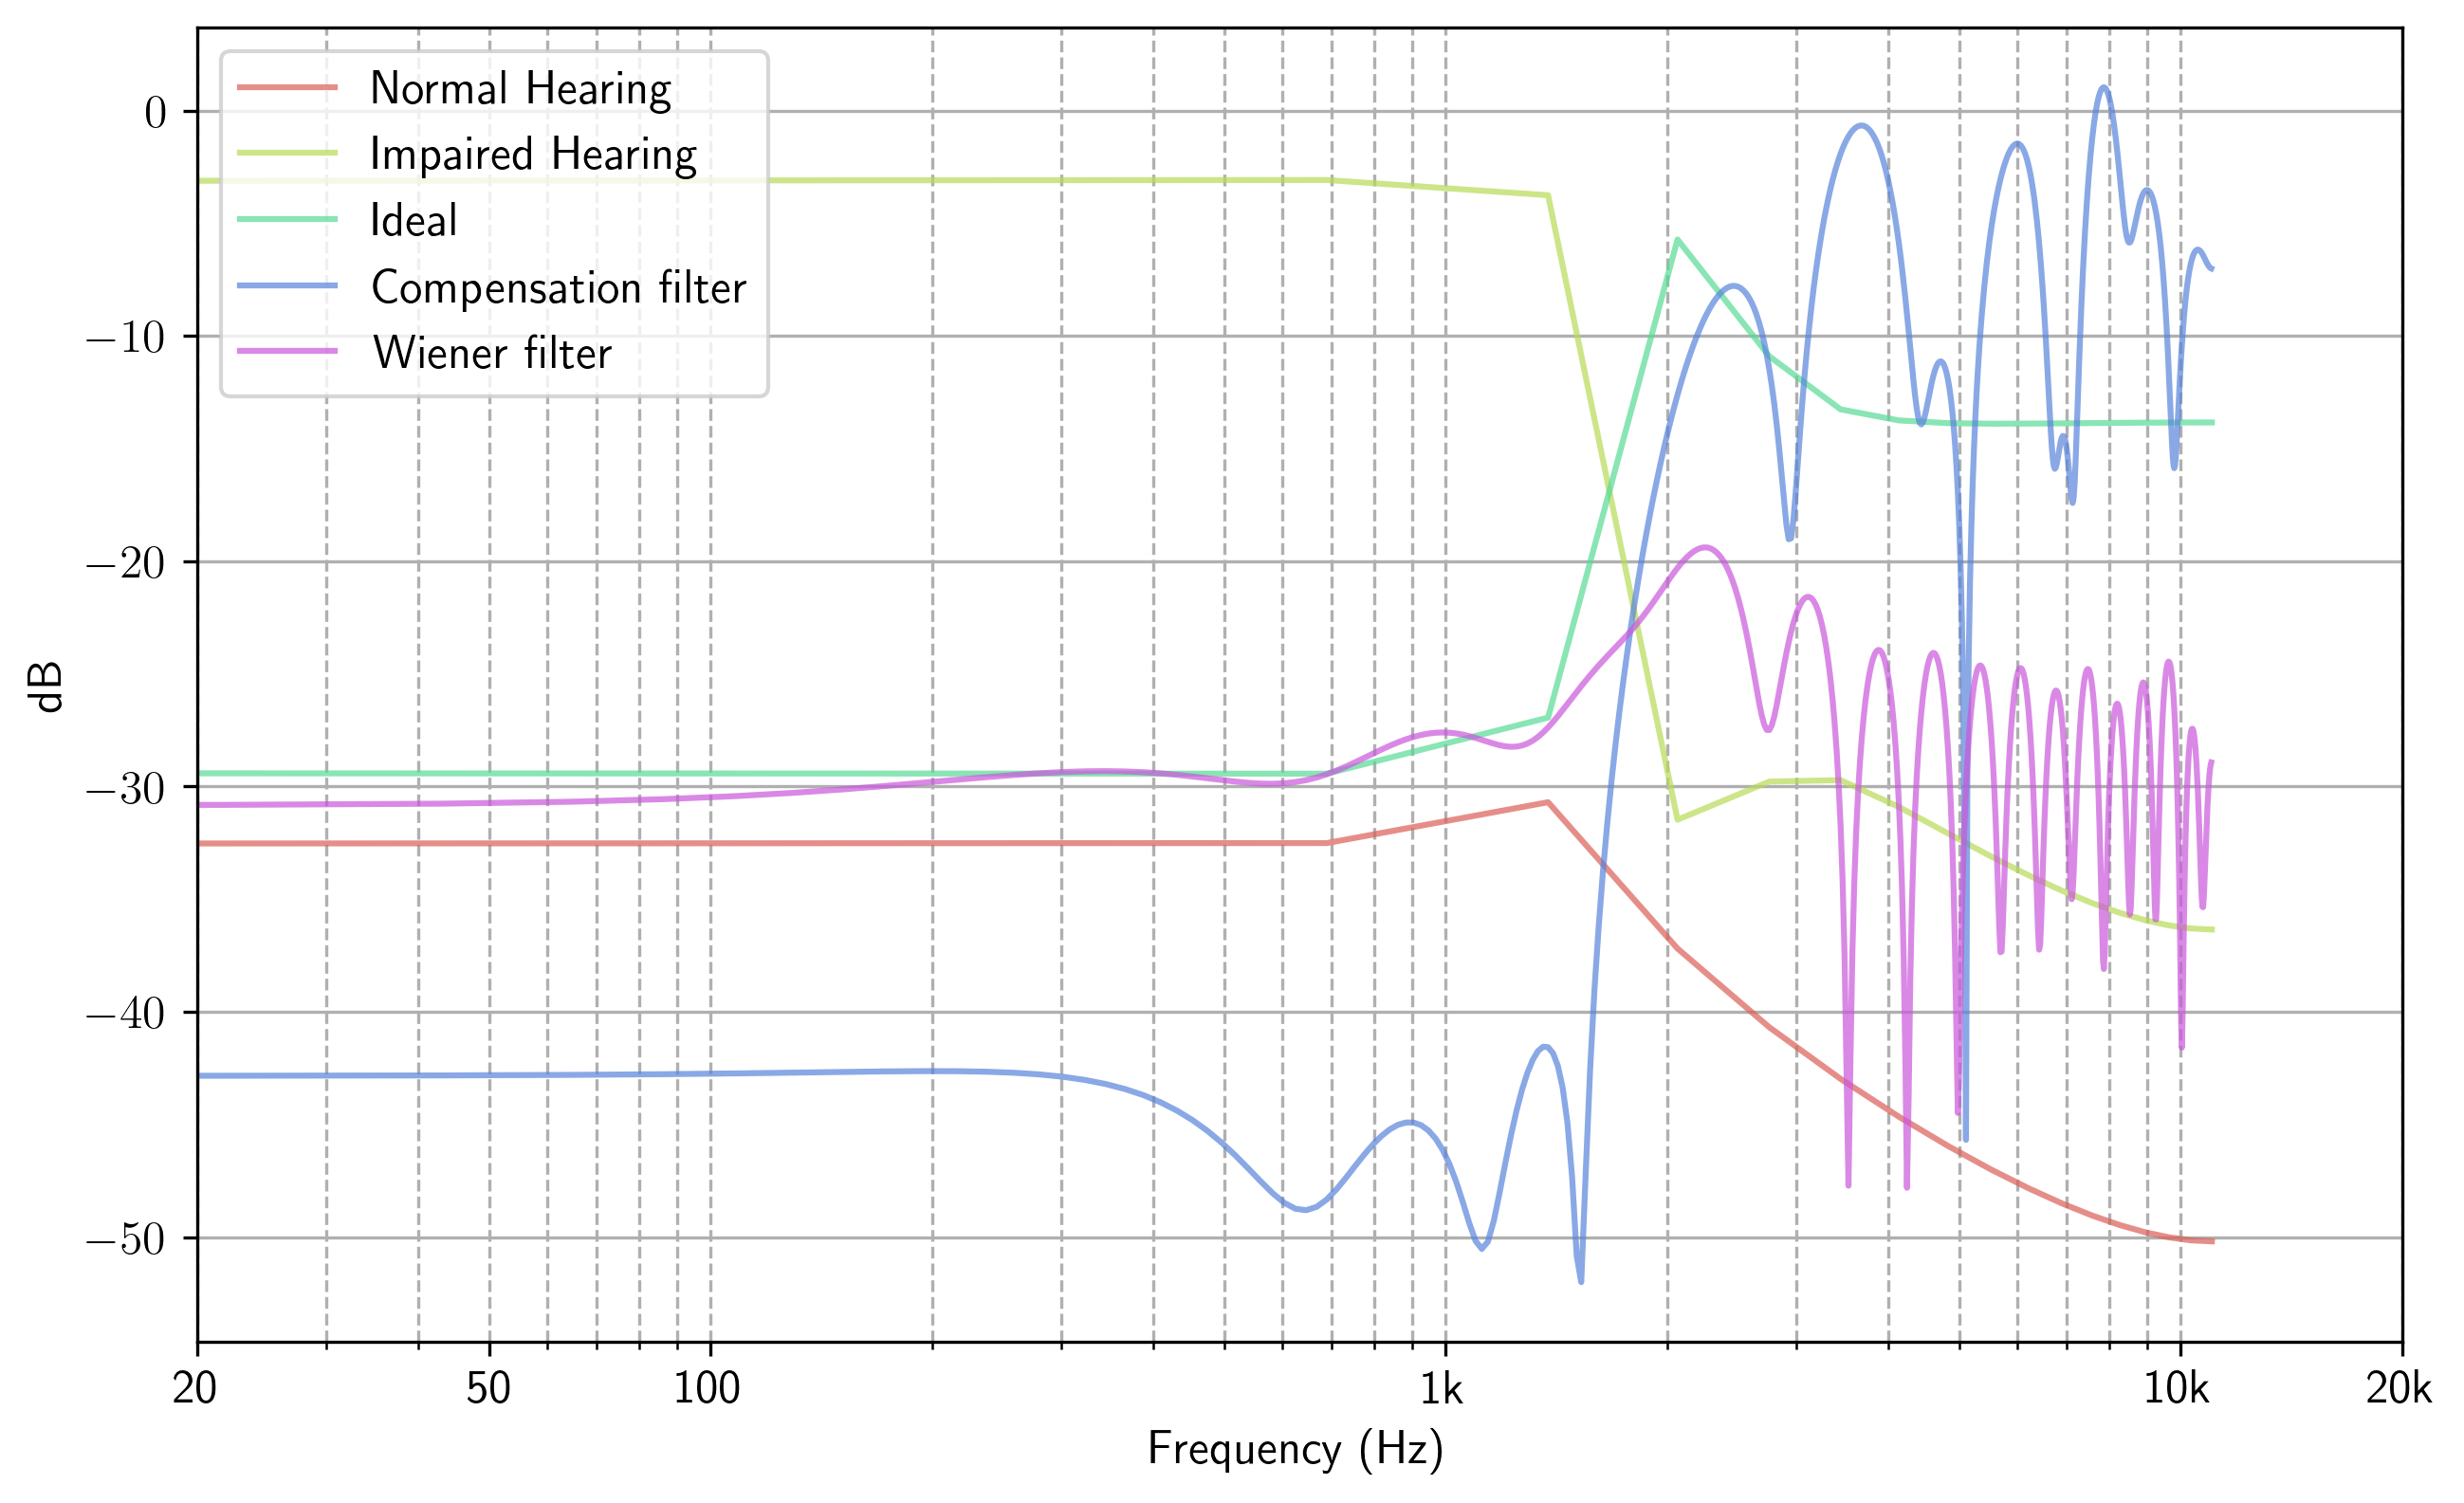 Normal Hearing
Impaired Hearing
Ideal
Compensation filter
Wiener filter
0
−10
−20
−30
−40
−50
dB
20 50 100 1k 10k 20k
Frequency (Hz)